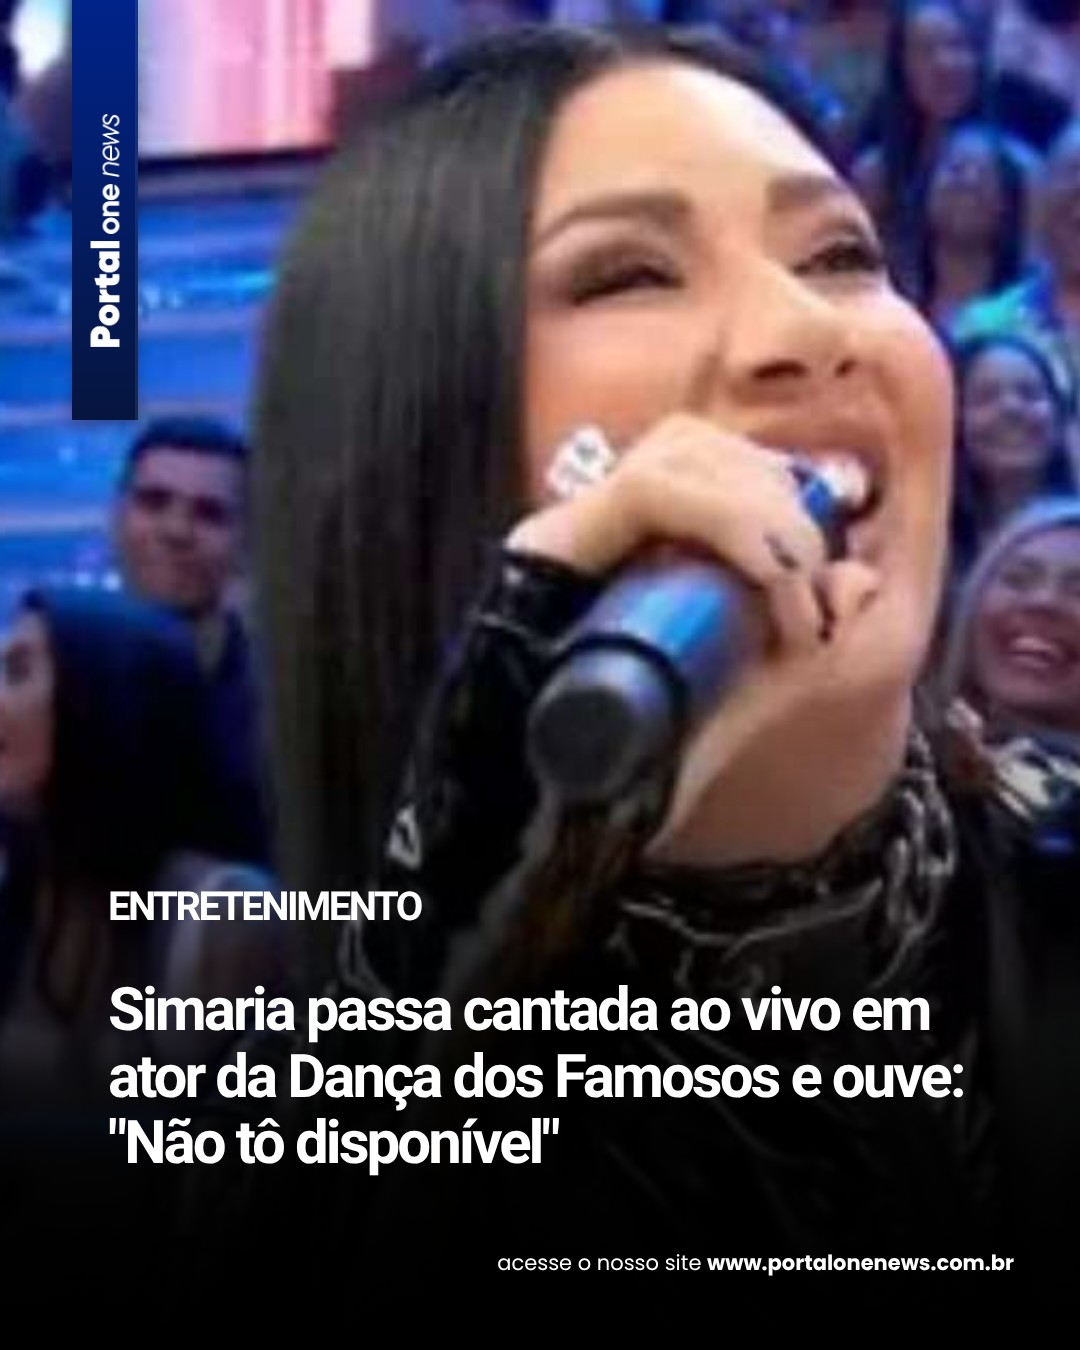 Portal one news
ENTRETENIMENTO
Simaria passa cantada ao vivo em
ator da Dança dos Famosos e ouve:
"Não tô disponível"
acesse o nosso site www.portalonenews.com.br